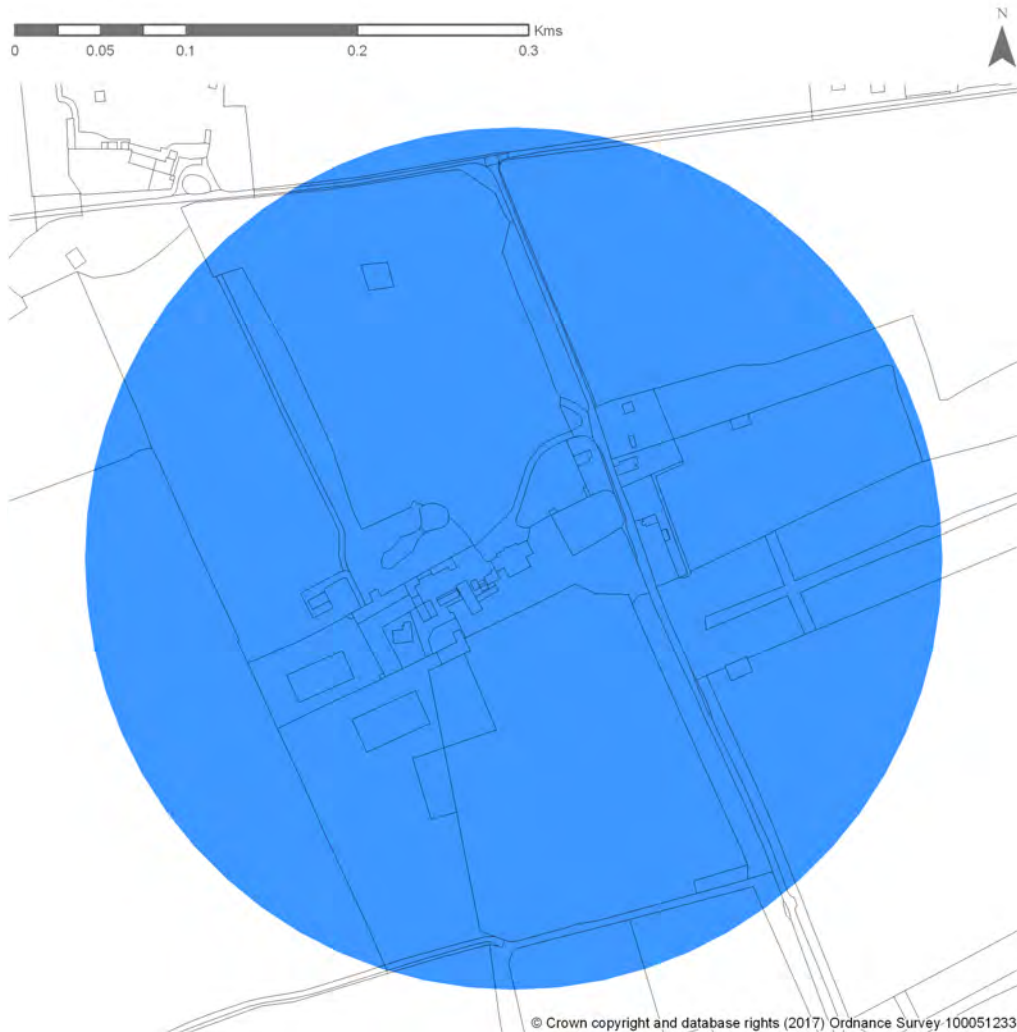 N
Kms
0 0.05 0.1 0.2 0.3
© Crown copyright and database rights (2017) Ordnance Survey 100051233